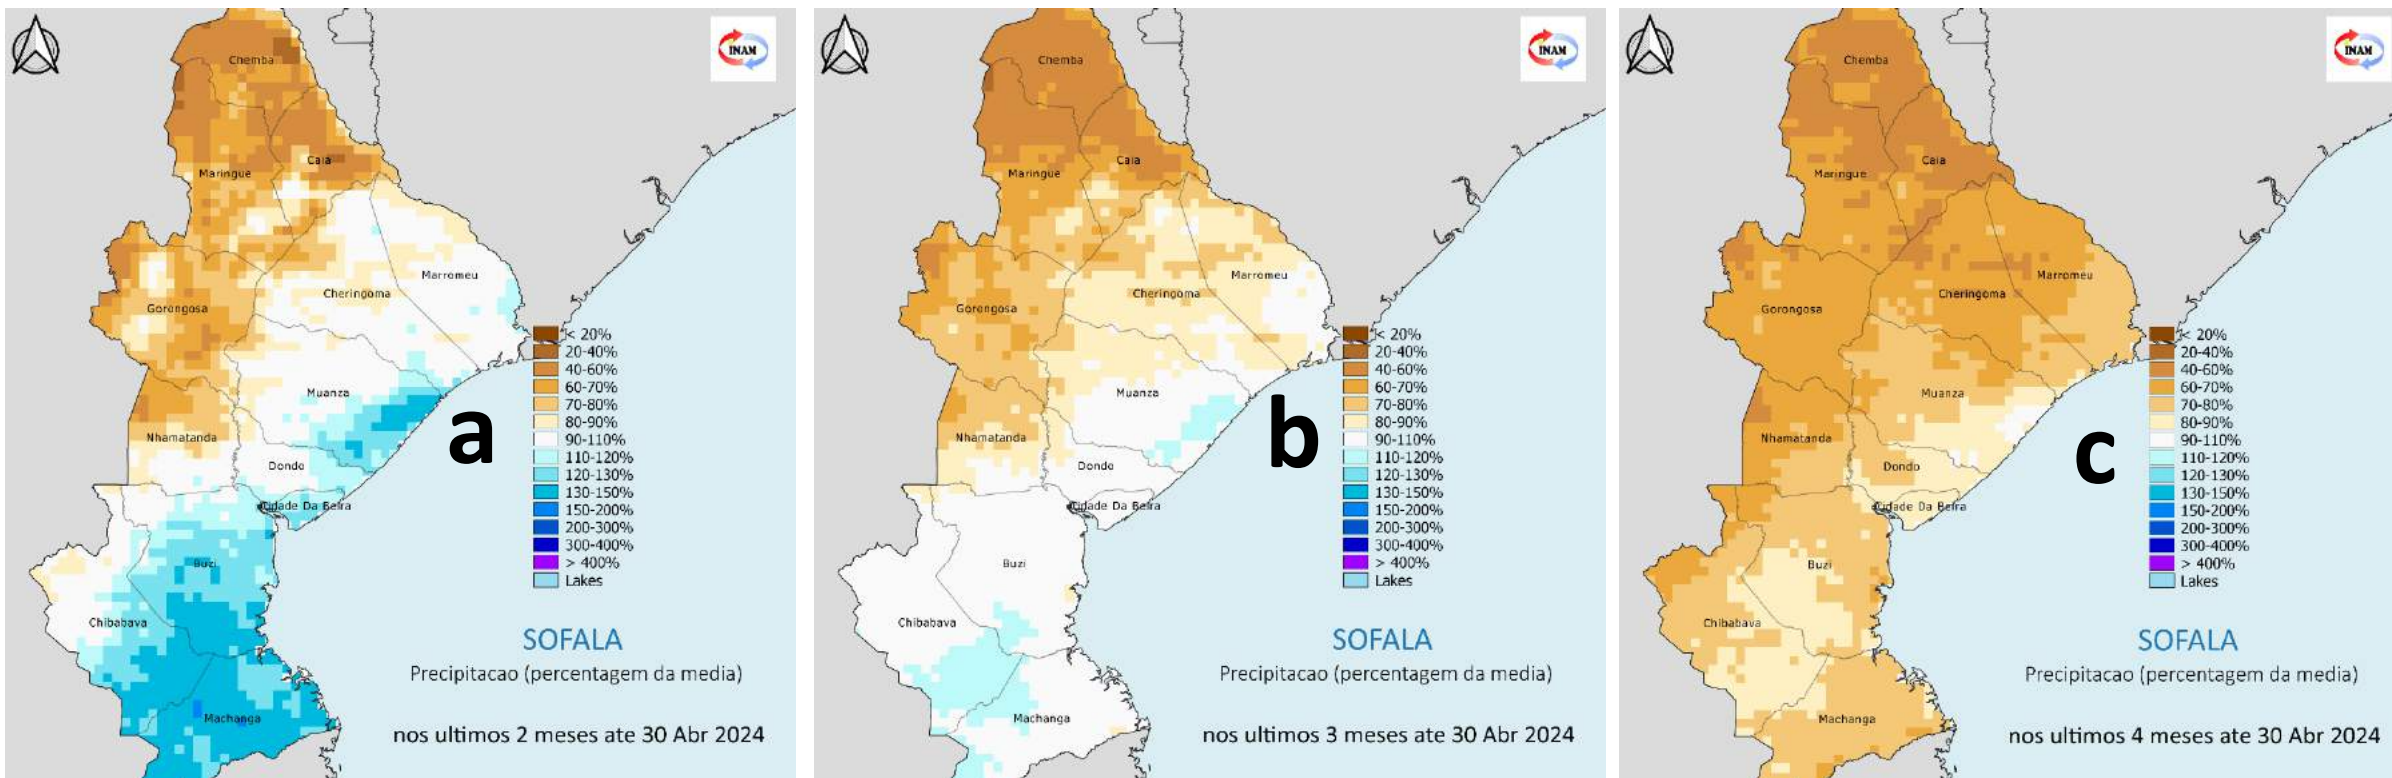 INAM
Chemba
Caia
Maringue
Marromeu
Cheringoma
Gorongosa
Muanza
Nhamatanda
Dondo
Cidade Da Beira
Buzi
Chibabava
Machanga
a
< 20%
20-40%
40-60%
60-70%
70-80%
80-90%
90-110%
110-120%
120-130%
130-150%
150-200%
200-300%
300-400%
> 400%
Lakes
SOFALA
Precipitacao (percentagem da media)
nos ultimos 2 meses ate 30 Abr 2024
INAM
Chemba
Caia
Maringue
Marromeu
Cheringoma
Gorongosa
Muanza
Nhamatanda
Dondo
Cidade Da Beira
Buzi
Chibabava
Machanga
b
< 20%
20-40%
40-60%
60-70%
70-80%
80-90%
90-110%
110-120%
120-130%
130-150%
150-200%
200-300%
300-400%
> 400%
Lakes
SOFALA
Precipitacao (percentagem da media)
nos ultimos 3 meses ate 30 Abr 2024
INAM
Chemba
Caia
Maringue
Marromeu
Cheringoma
Gorongosa
Muanza
Nhamatanda
Dondo
Cidade Da Beira
Buzi
Chibabava
Machanga
c
< 20%
20-40%
40-60%
60-70%
70-80%
80-90%
90-110%
110-120%
120-130%
130-150%
150-200%
200-300%
300-400%
> 400%
Lakes
SOFALA
Precipitacao (percentagem da media)
nos ultimos 4 meses ate 30 Abr 2024